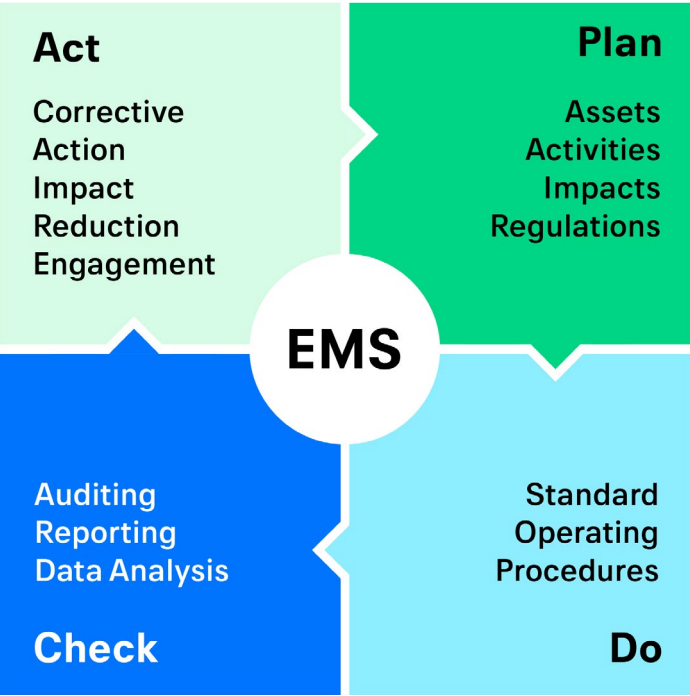 Act
Corrective
Action
Impact
Reduction
Engagement
Plan
Assets
Activities
Impacts
Regulations
EMS
Auditing
Reporting
Data Analysis
Check
Standard
Operating
Procedures
Do